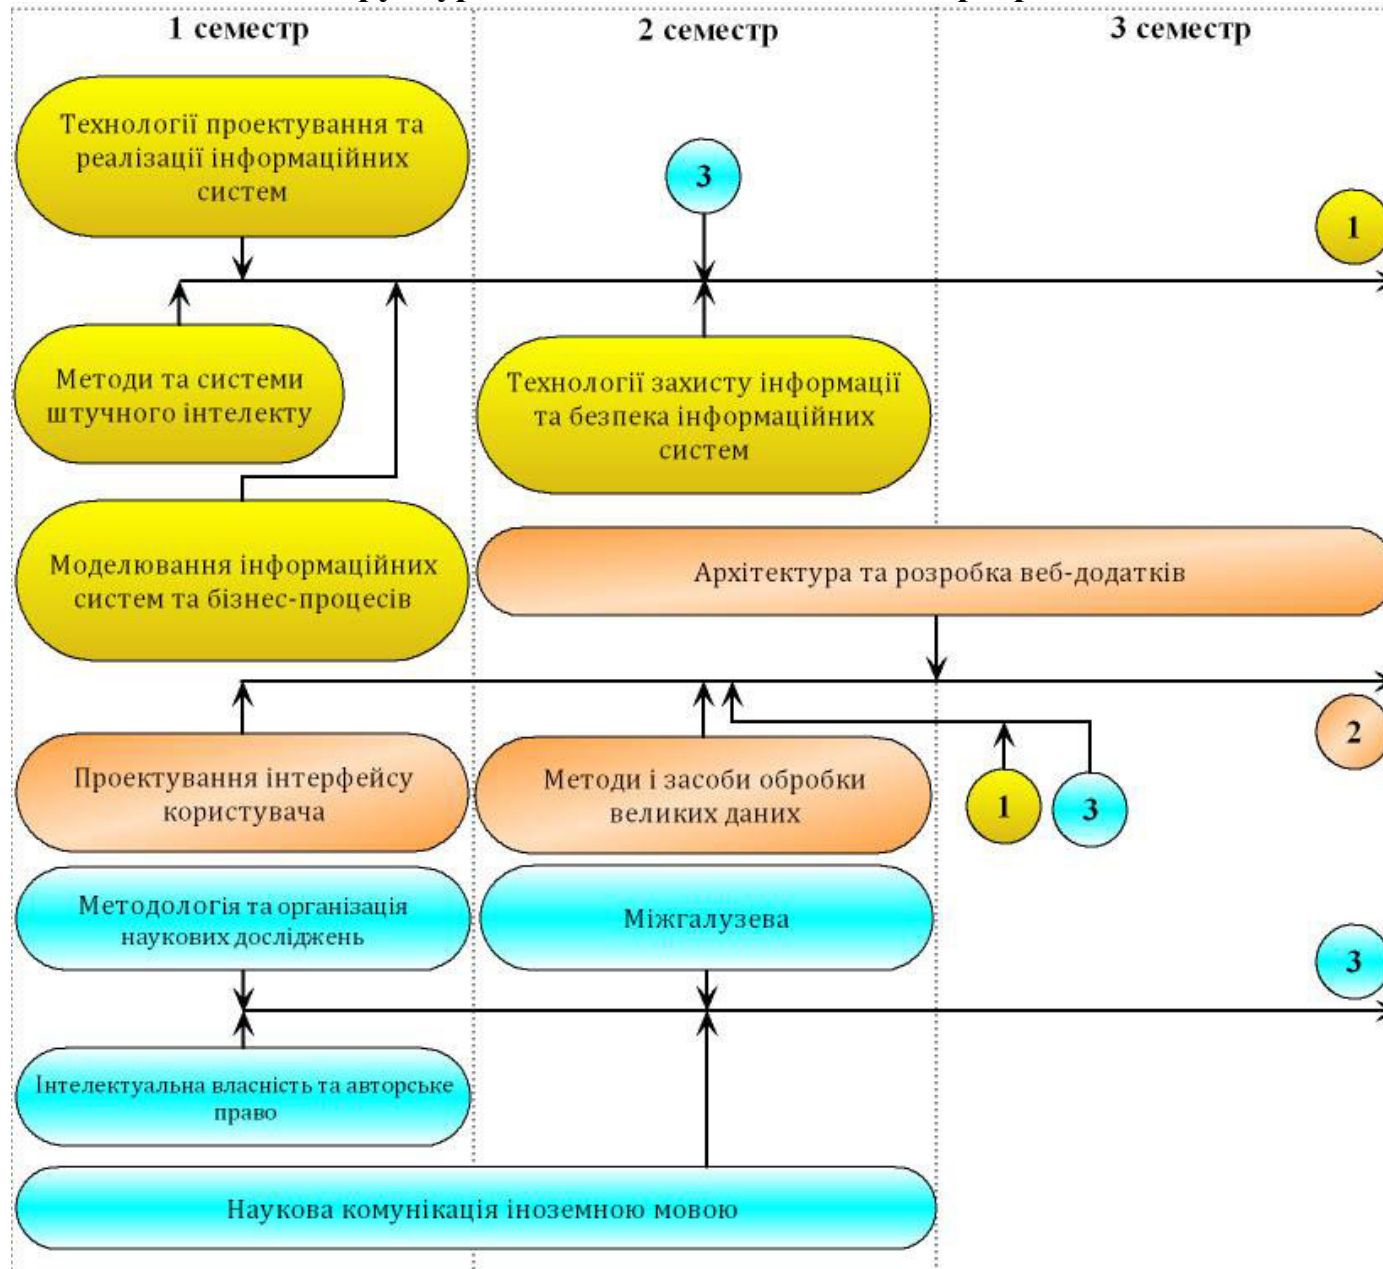 1 семестр
2 семестр
3 семестр
Технології проектування та
реалізації інформаційних
систем
3
1
Методи та системи
штучного інтелекту
Технології захисту інформації
та безпека інформаційних
систем
Моделювання інформаційних
систем та бізнес-процесів
Архітектура та розробка веб-додатків
2
Проектування інтерфейсу
користувача
Методи і засоби обробки
великих даних
1
3
Методологія та організація
наукових досліджень
Міжгалузева
3
Інтелектуальна власність та авторське
право
Наукова комунікація іноземною мовою